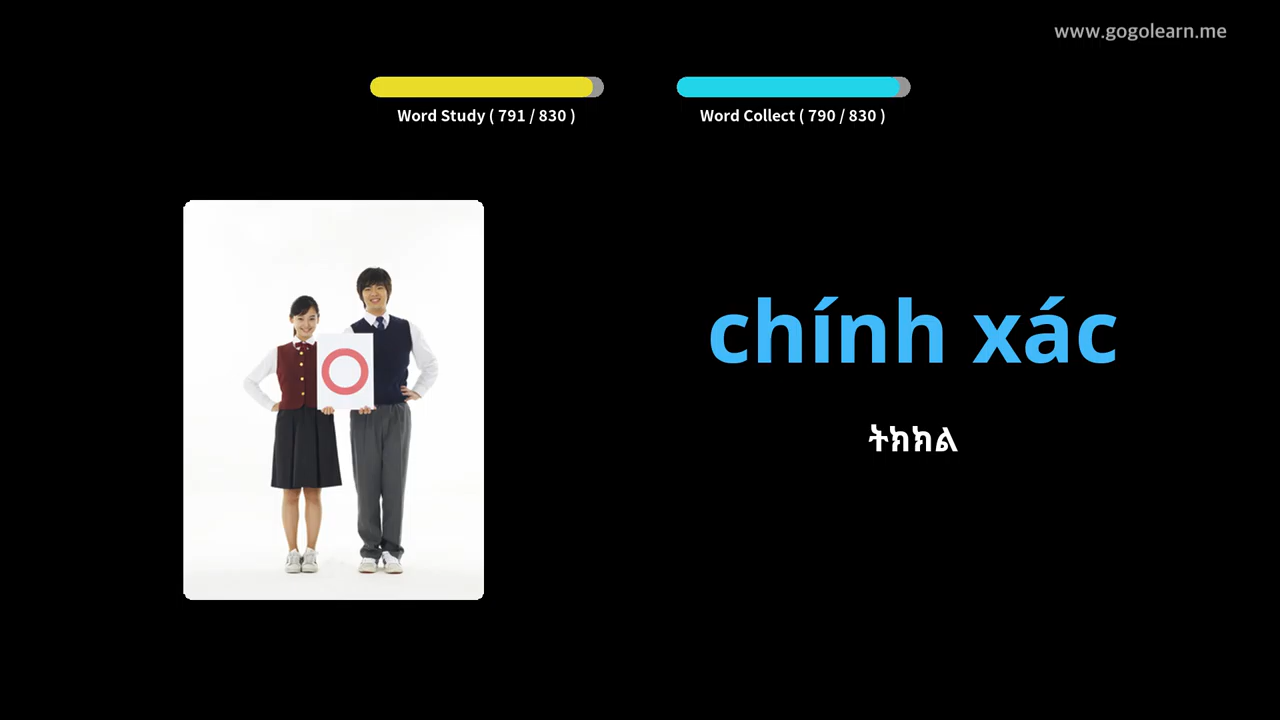 www.gogolearn.me
Word Study ( 791 / 830 )
Word Collect ( 790 / 830 )
chính xác
ትክክል